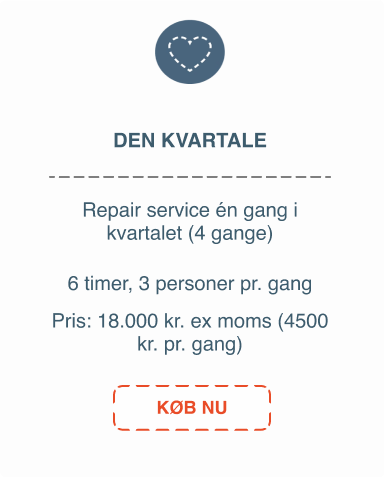 DEN KVARTALE
Repair service én gang i
kvartalet (4 gange)
6 timer, 3 personer pr. gang
Pris: 18.000 kr. ex moms (4500
kr. pr. gang)
KØB NU